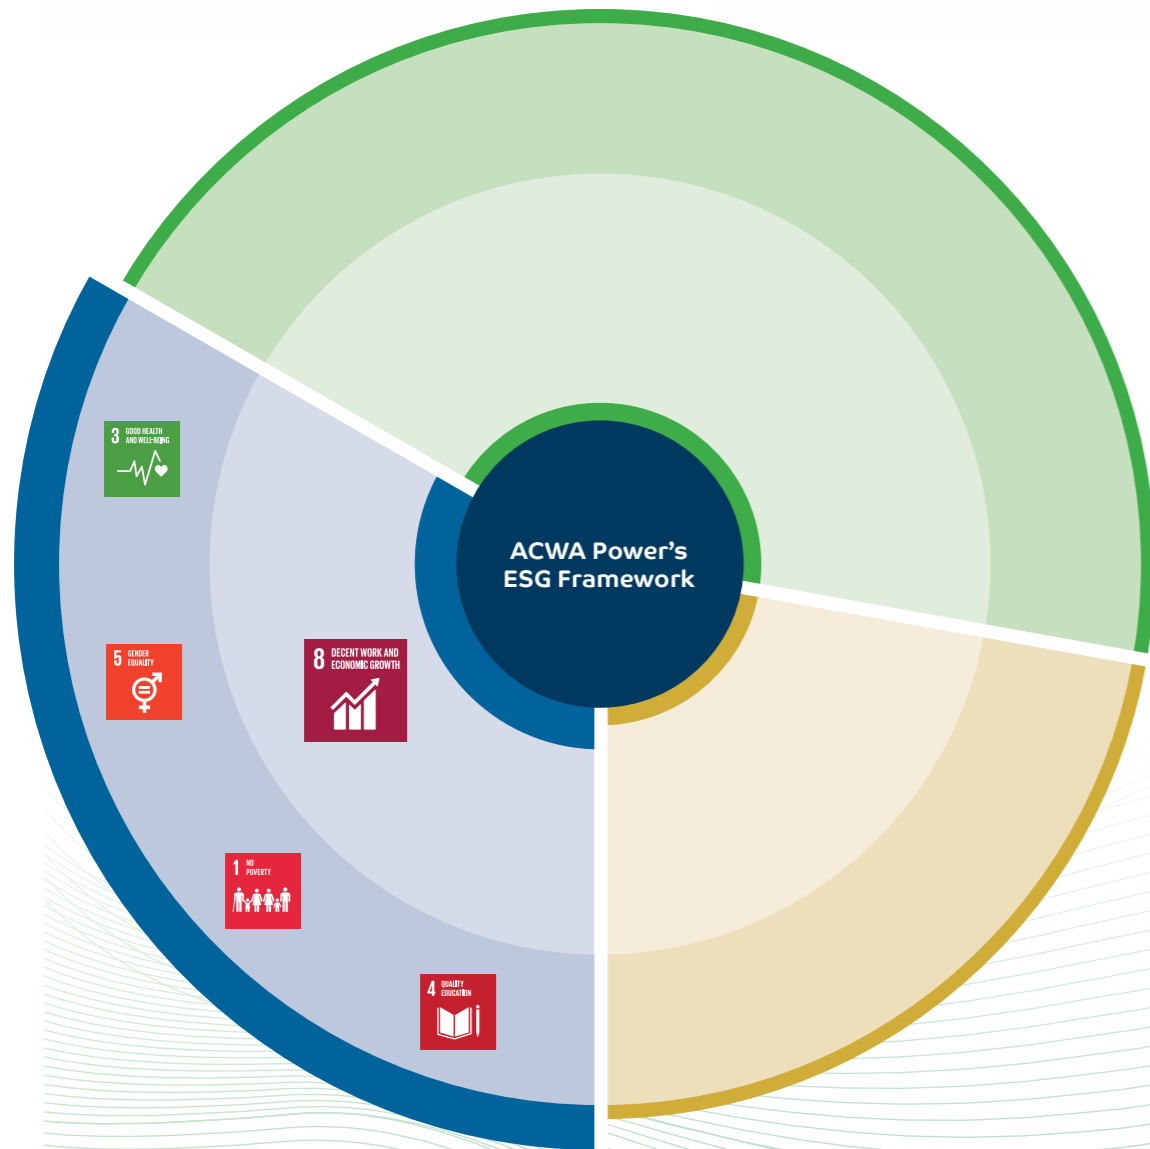 ACWA Power’s
ESG Framework
3 GOOD HEALTH
AND WELL-BEING
5 GENDER
EQUALITY
8 DECENT WORK AND
ECONOMIC GROWTH
1 NO
POVERTY
4 QUALITY
EDUCATION